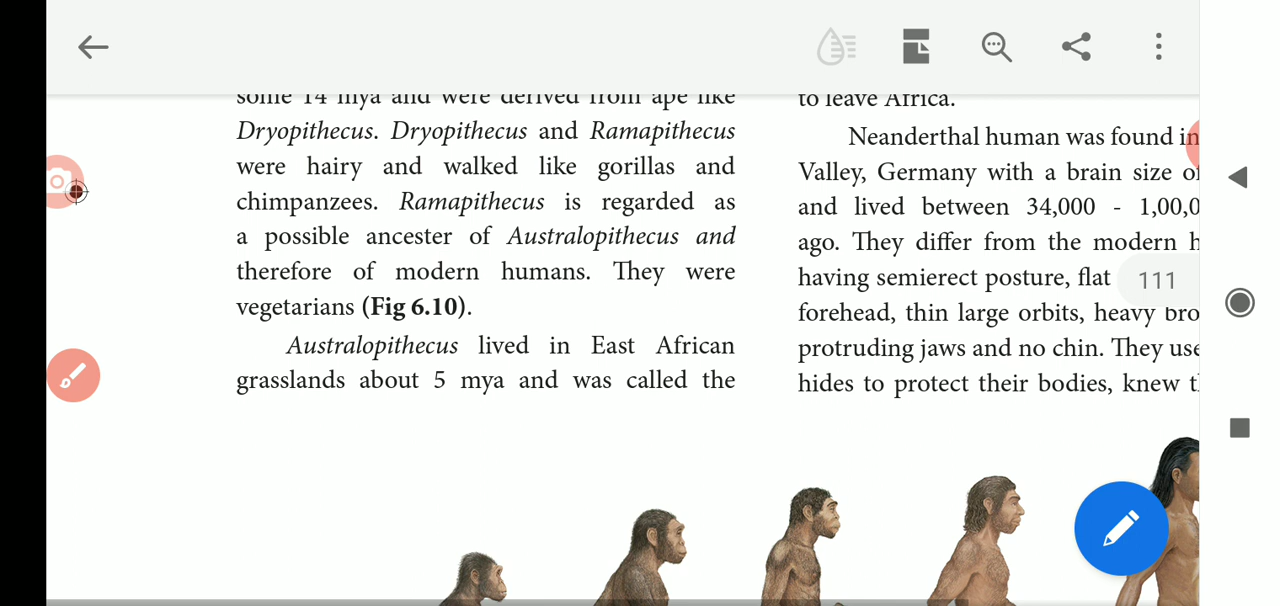 some 14 mya and were derived from ape like
Dryopithecus. Dryopithecus and Ramapithecus
were hairy and walked like gorillas and
chimpanzees. Ramapithecus is regarded as
a possible ancester of Australopithecus and
therefore of modern humans. They were
vegetarians (Fig 6.10).
Australopithecus lived in East African
grasslands about 5 mya and was called the
to leave Africa.
Neanderthal human was found in
Valley, Germany with a brain size
and lived between 34,000 - 1,00,0
ago. They differ from the modern h
having semierect posture, flat
forehead, thin large orbits, heavy bro
protruding jaws and no chin. They use
hides to protect their bodies, knew
111